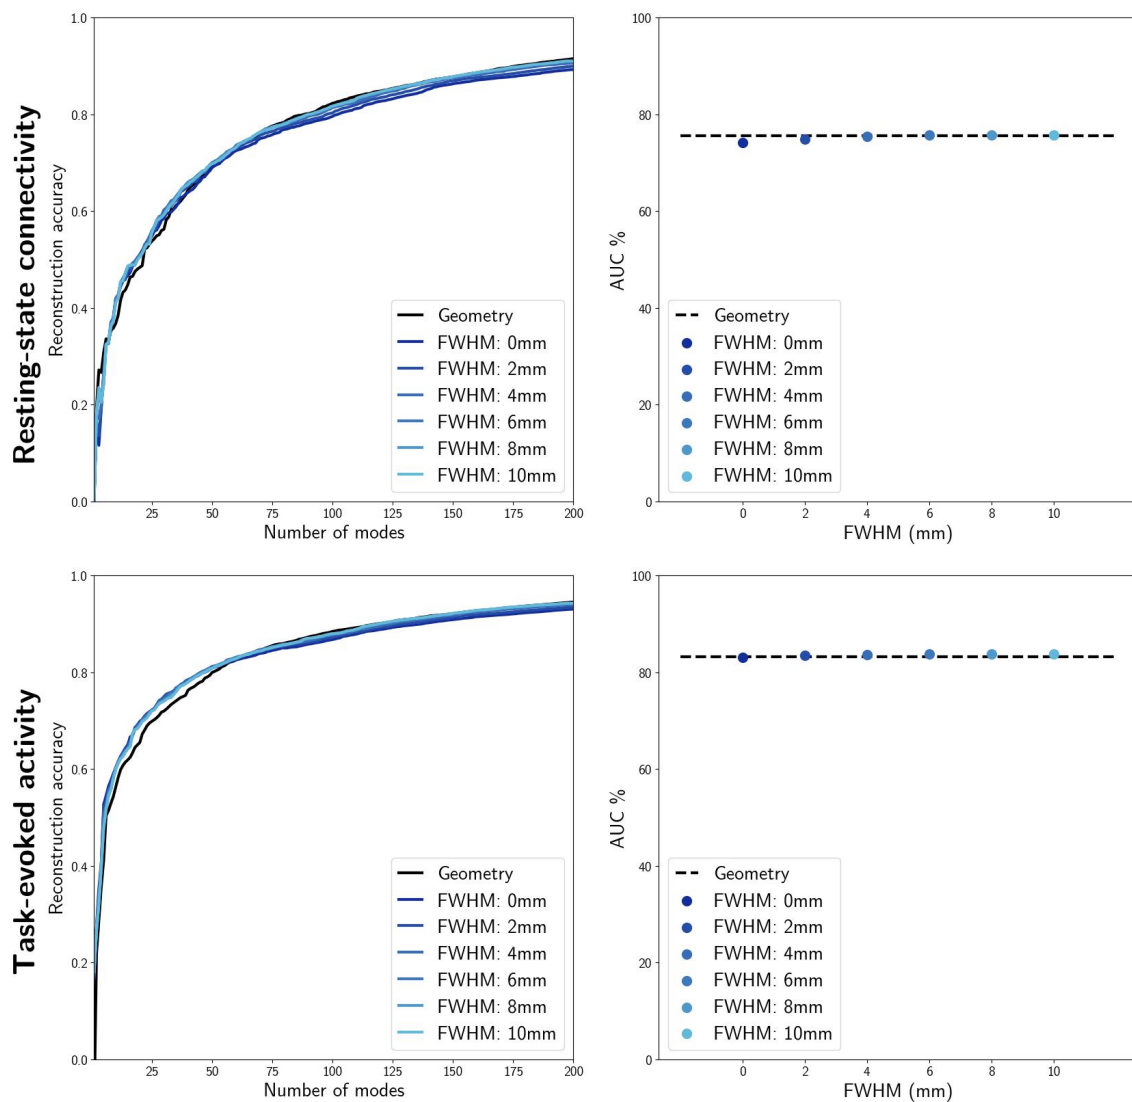 Resting-state connectivity
Reconstruction accuracy
1.0
0.8
0.6
0.4
0.2
0.0
Geometry
FWHM: 0mm
FWHM: 2mm
FWHM: 4mm
FWHM: 6mm
FWHM: 8mm
FWHM: 10mm
25 50 75 100 125 150 175 200
Number of modes
AUC %
100
80
60
40
20
0
Geometry
FWHM: 0mm
FWHM: 2mm
FWHM: 4mm
FWHM: 6mm
FWHM: 8mm
FWHM: 10mm
0 2 4 6 8 10
FWHM (mm)
Task-evoked activity
Reconstruction accuracy
1.0
0.8
0.6
0.4
0.2
0.0
Geometry
FWHM: 0mm
FWHM: 2mm
FWHM: 4mm
FWHM: 6mm
FWHM: 8mm
FWHM: 10mm
25 50 75 100 125 150 175 200
Number of modes
AUC %
100
80
60
40
20
0
Geometry
FWHM: 0mm
FWHM: 2mm
FWHM: 4mm
FWHM: 6mm
FWHM: 8mm
FWHM: 10mm
0 2 4 6 8 10
FWHM (mm)